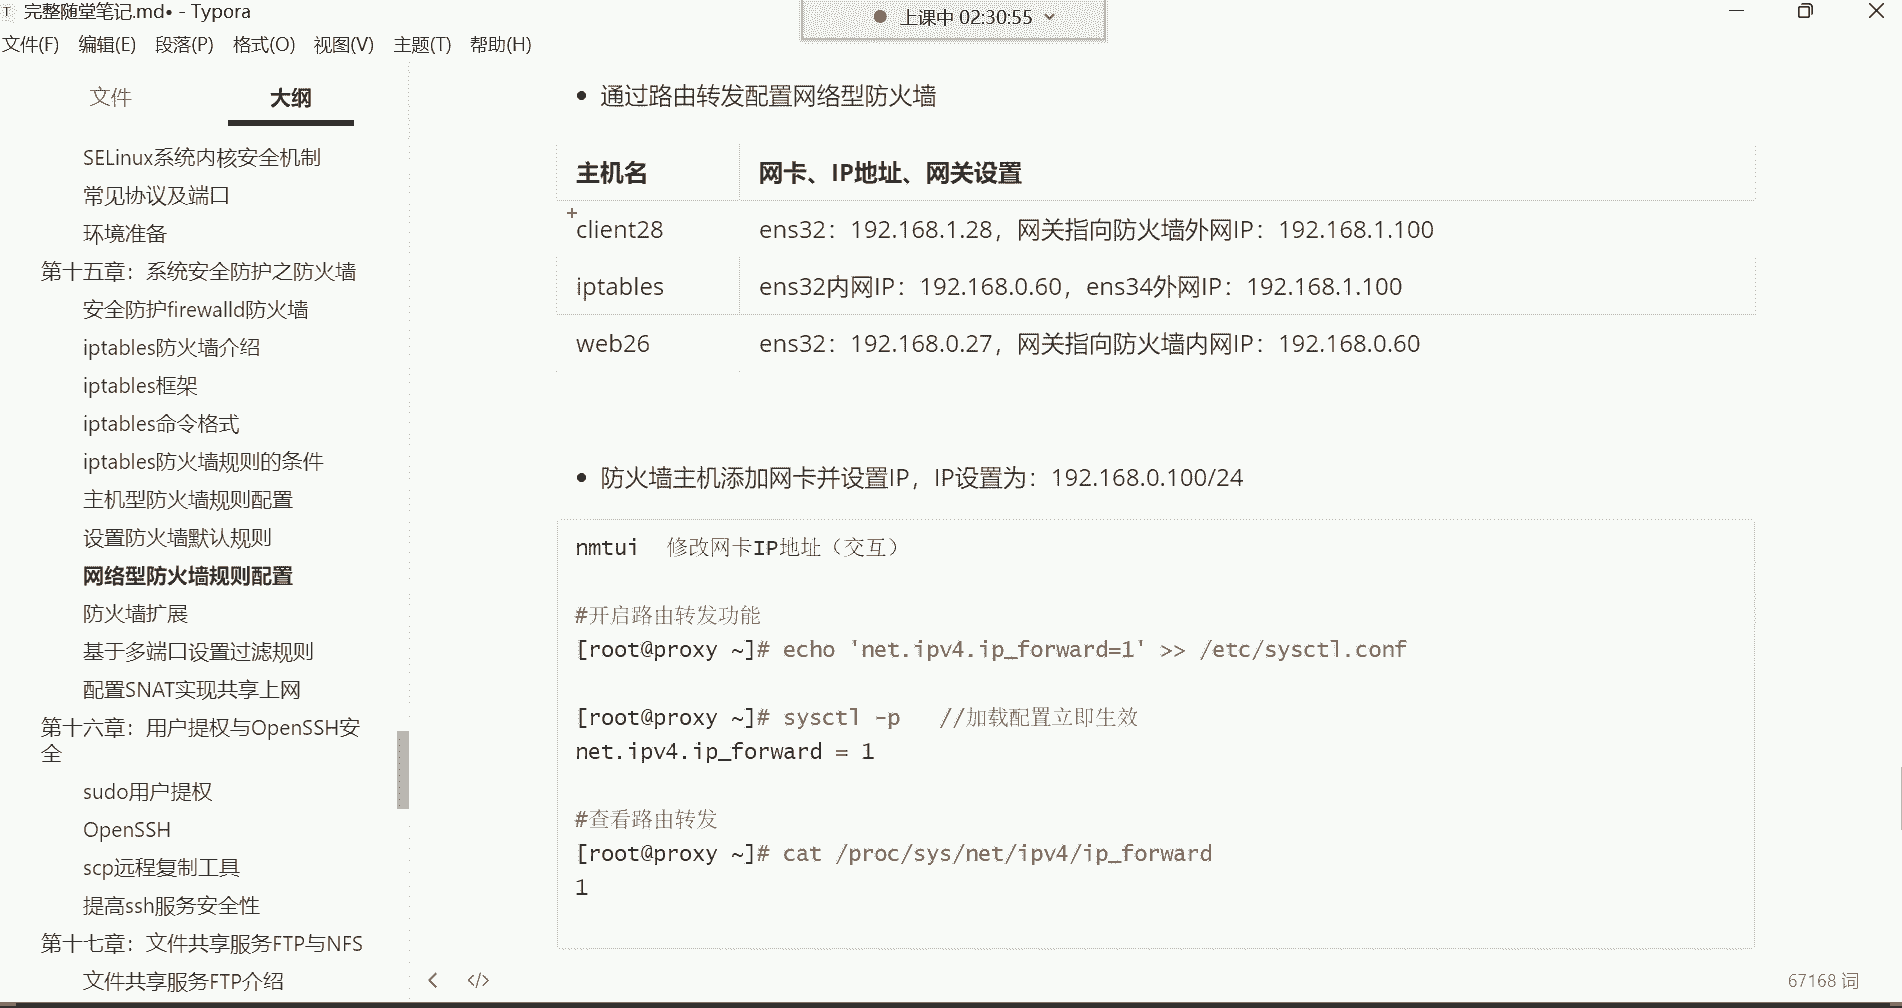 完整随堂笔记.md• - Typora
上课中 02:30:55
文件(F) 编辑(E) 段落(P) 格式(O) 视图(V) 主题(T) 帮助(H)
文件 大纲
SELinux系统内核安全机制
常见协议及端口
环境准备
第十五章：系统安全防护之防火墙
安全防护firewalld防火墙
iptables防火墙介绍
iptables框架
iptables命令格式
iptables防火墙规则的条件
主机型防火墙规则配置
设置防火墙默认规则
网络型防火墙规则配置
防火墙扩展
基于多端口设置过滤规则
配置SNAT实现共享上网
第十六章：用户提权与OpenSSH安
全
sudo用户提权
OpenSSH
scp远程复制工具
提高ssh服务安全性
第十七章：文件共享服务FTP与NFS
文件共享服务FTP介绍
• 通过路由转发配置网络型防火墙
主机名 网卡、IP地址、网关设置
client28 ens32：192.168.1.28，网关指向防火墙外网IP：192.168.1.100
iptables ens32内网IP：192.168.0.60，ens34外网IP：192.168.1.100
web26 ens32：192.168.0.27，网关指向防火墙内网IP：192.168.0.60
• 防火墙主机添加网卡并设置IP，IP设置为：192.168.0.100/24
nmtui 修改网卡IP地址（交互）
#开启路由转发功能
[root@proxy ~]# echo 'net.ipv4.ip_forward=1' >> /etc/sysctl.conf
[root@proxy ~]# sysctl -p //加载配置立即生效
net.ipv4.ip_forward = 1
#查看路由转发
[root@proxy ~]# cat /proc/sys/net/ipv4/ip_forward
1
67168 词